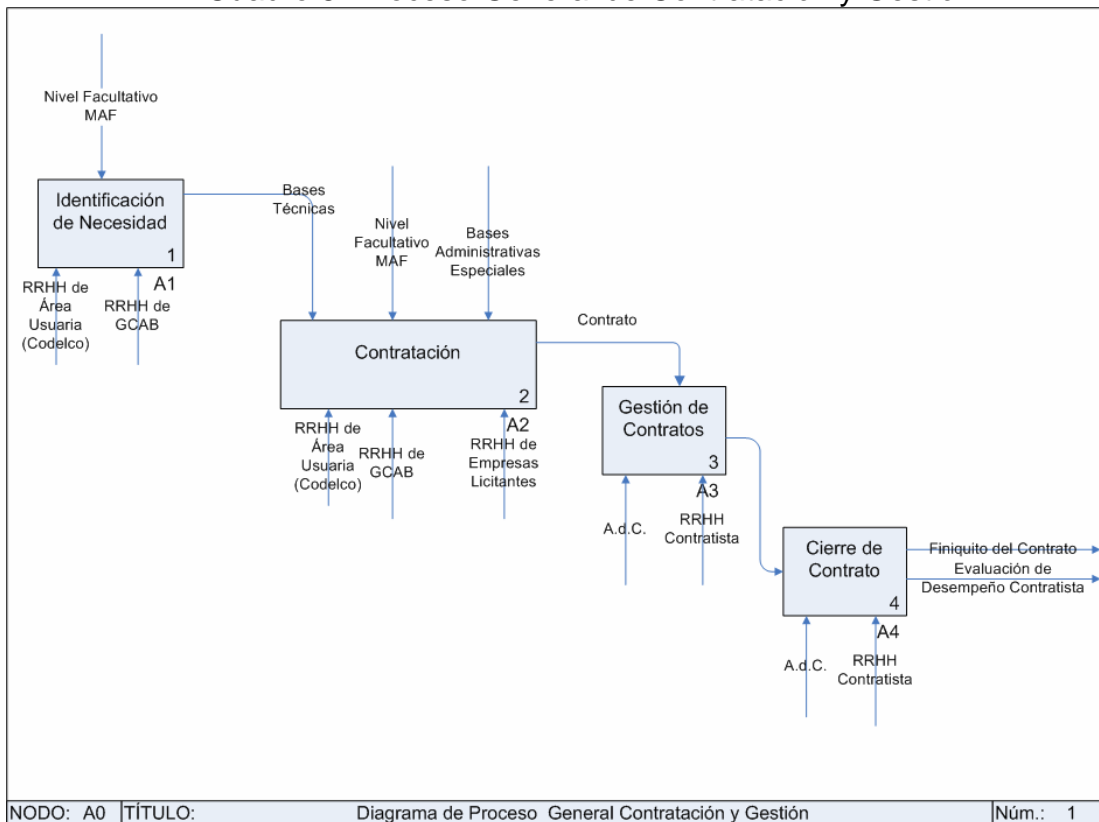 Nivel Facultativo
MAF
Identificación
de Necesidad
1
A1
RRHH de
Área
Usuaria
(Codelco)
RRHH de
GCAB
Bases
Técnicas
Nivel
Facultativo
MAF
Bases
Administrativas
Especiales
Contratación
2
A2
RRHH de
Área
Usuaria
(Codelco)
RRHH de
GCAB
RRHH de
Empresas
Licitantes
Contrato
Gestión de
Contratos
3
A3
A.d.C.
RRHH
Contratista
Cierre de
Contrato
4
A4
A.d.C.
RRHH
Contratista
Finiquito del Contrato
Evaluación de
Desempeño Contratista
NODO: A0 TÍTULO: Diagrama de Proceso General Contratación y Gestión Núm.: 1